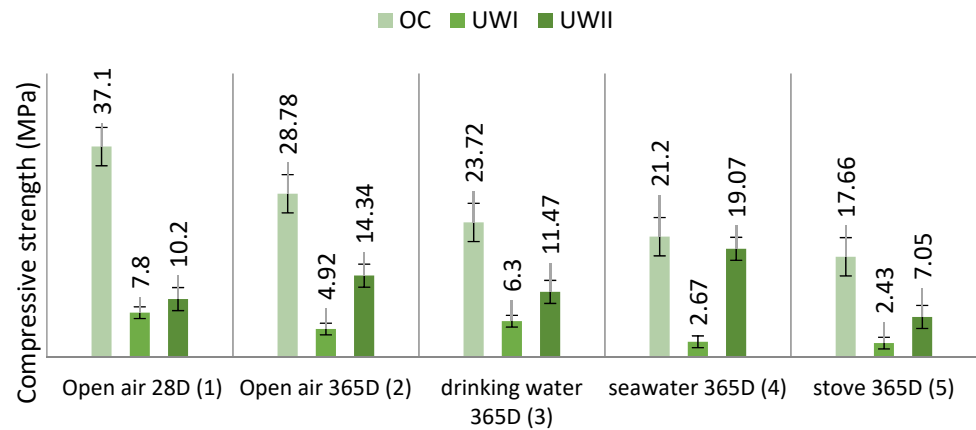 OC UWI UWII
Compressive strength (MPa)
37.1
7.8
10.2
28.78
4.92
14.34
23.72
6.3
11.47
21.2
2.67
19.07
17.66
2.43
7.05
Open air 28D (1)
Open air 365D (2)
drinking water
365D (3)
seawater 365D (4)
stove 365D (5)